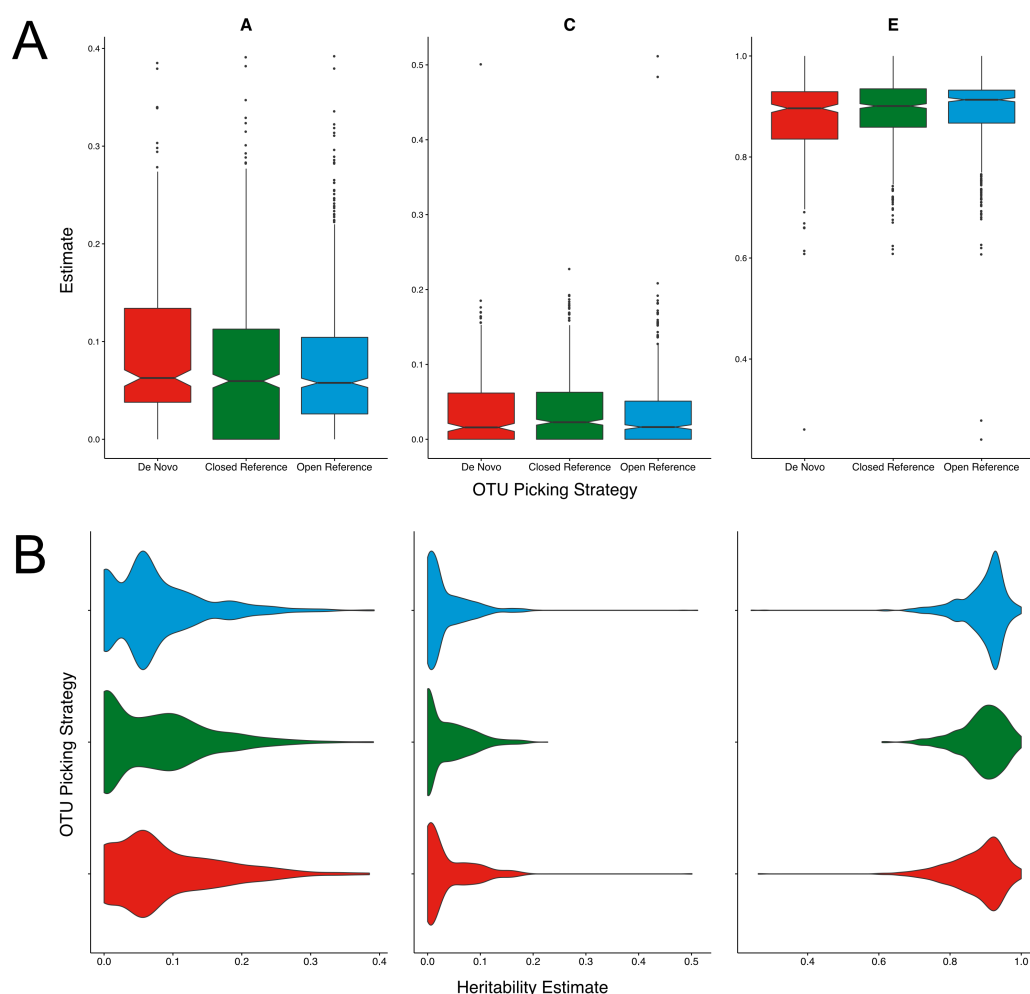 A
A C E
Estimate
0.4
0.3
0.2
0.1
0.0
0.5
0.4
0.3
0.2
0.1
0.0
1.0
0.8
0.6
0.4
De Novo Closed Reference Open Reference
De Novo Closed Reference Open Reference
De Novo Closed Reference Open Reference
OTU Picking Strategy
B
OTU Picking Strategy
0.0 0.1 0.2 0.3 0.4
0.0 0.1 0.2 0.3 0.4 0.5
0.4 0.6 0.8 1.0
Heritability Estimate